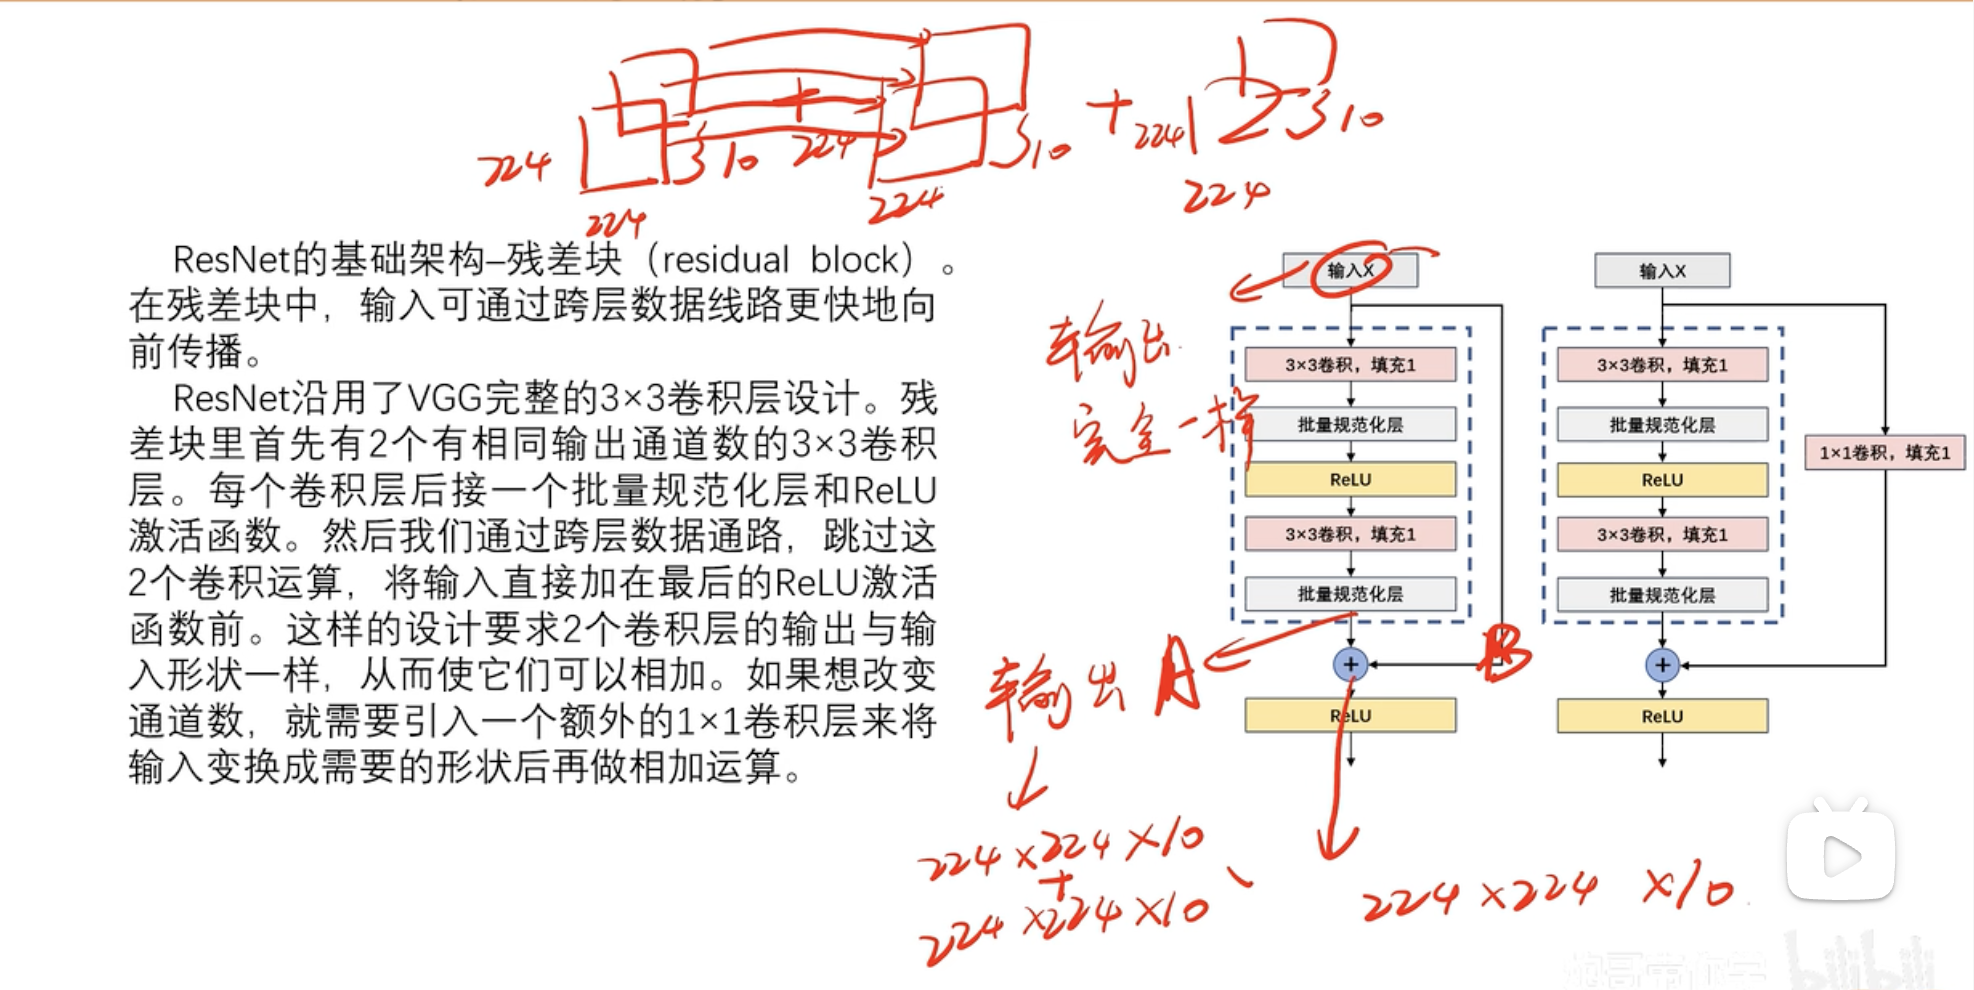 224
224
310
+
224
224
310
+
224
310
224
ResNet的基础架构–残差块（residual block）。
在残差块中，输入可通过跨层数据线路更快地向
前传播。
ResNet沿用了VGG完整的3×3卷积层设计。残
差块里首先有2个有相同输出通道数的3×3卷积
层。每个卷积层后接一个批量规范化层和ReLU
激活函数。然后我们通过跨层数据通路，跳过这
2个卷积运算，将输入直接加在最后的ReLU激活
函数前。这样的设计要求2个卷积层的输出与输
入形状一样，从而使它们可以相加。如果想改变
通道数，就需要引入一个额外的1×1卷积层来将
输入变换成需要的形状后再做相加运算。
输入X
3×3卷积，填充1
批量规范化层
ReLU
3×3卷积，填充1
批量规范化层
+
ReLU
输入X
3×3卷积，填充1
批量规范化层
ReLU
3×3卷积，填充1
批量规范化层
1×1卷积，填充1
+
ReLU
输出
完全一样
输出 A
B
224×224×10
+
224×224×10
224×224×10
炮哥带你学
bilibili